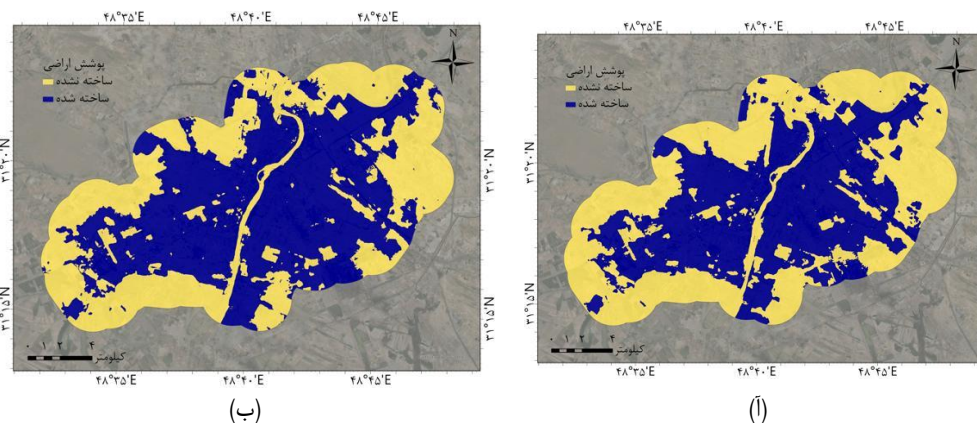 ۴۸°۳۵'E ۴۸°۴۰'E ۴۸°۴۵'E
N
پوشش اراضی
ساخته نشده
ساخته شده
۳۱°۲۰'N ۳۱°۲۰'N
۳۱°۱۵'N ۳۱°۱۵'N
۰ ۱ ۲ ۴
کیلومتر
۴۸°۳۵'E ۴۸°۴۰'E ۴۸°۴۵'E
(آ)
۴۸°۳۵'E ۴۸°۴۰'E ۴۸°۴۵'E
N
پوشش اراضی
ساخته نشده
ساخته شده
۳۱°۲۰'N
۳۱°۱۵'N
۰ ۱ ۲ ۴
کیلومتر
۴۸°۳۵'E ۴۸°۴۰'E ۴۸°۴۵'E
(ب)